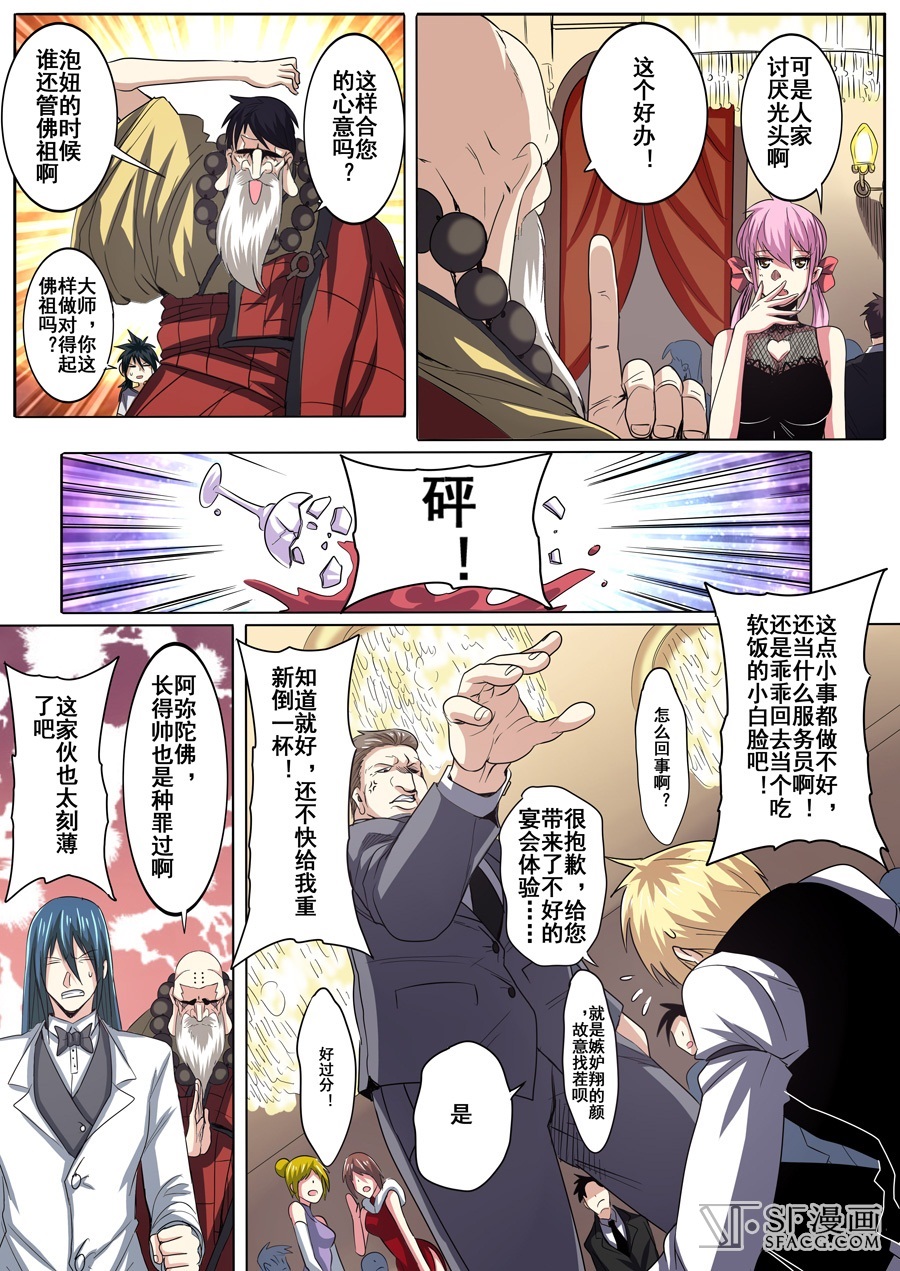 可是人家
讨厌光头
啊
这个好
办！
这样合您
的心意吗？
泡妞的时候
谁还管佛祖
啊
大师，你这
样做对得起
佛祖吗？
砰！
这点小事都做不好，
还当什么服务员啊！
还是乖乖回去当个吃
软饭的小白脸吧！
怎么回事啊？
很抱歉，给您
带来了不好的
宴会体验……
知道就好，还不快给我重
新倒一杯！
就是嫉妒翔的颜
，故意找茬呗
是
好过分！
阿弥陀佛，
长得帅也是种罪过啊
这家伙也太刻薄
了吧
SF漫画
SFACG.COM